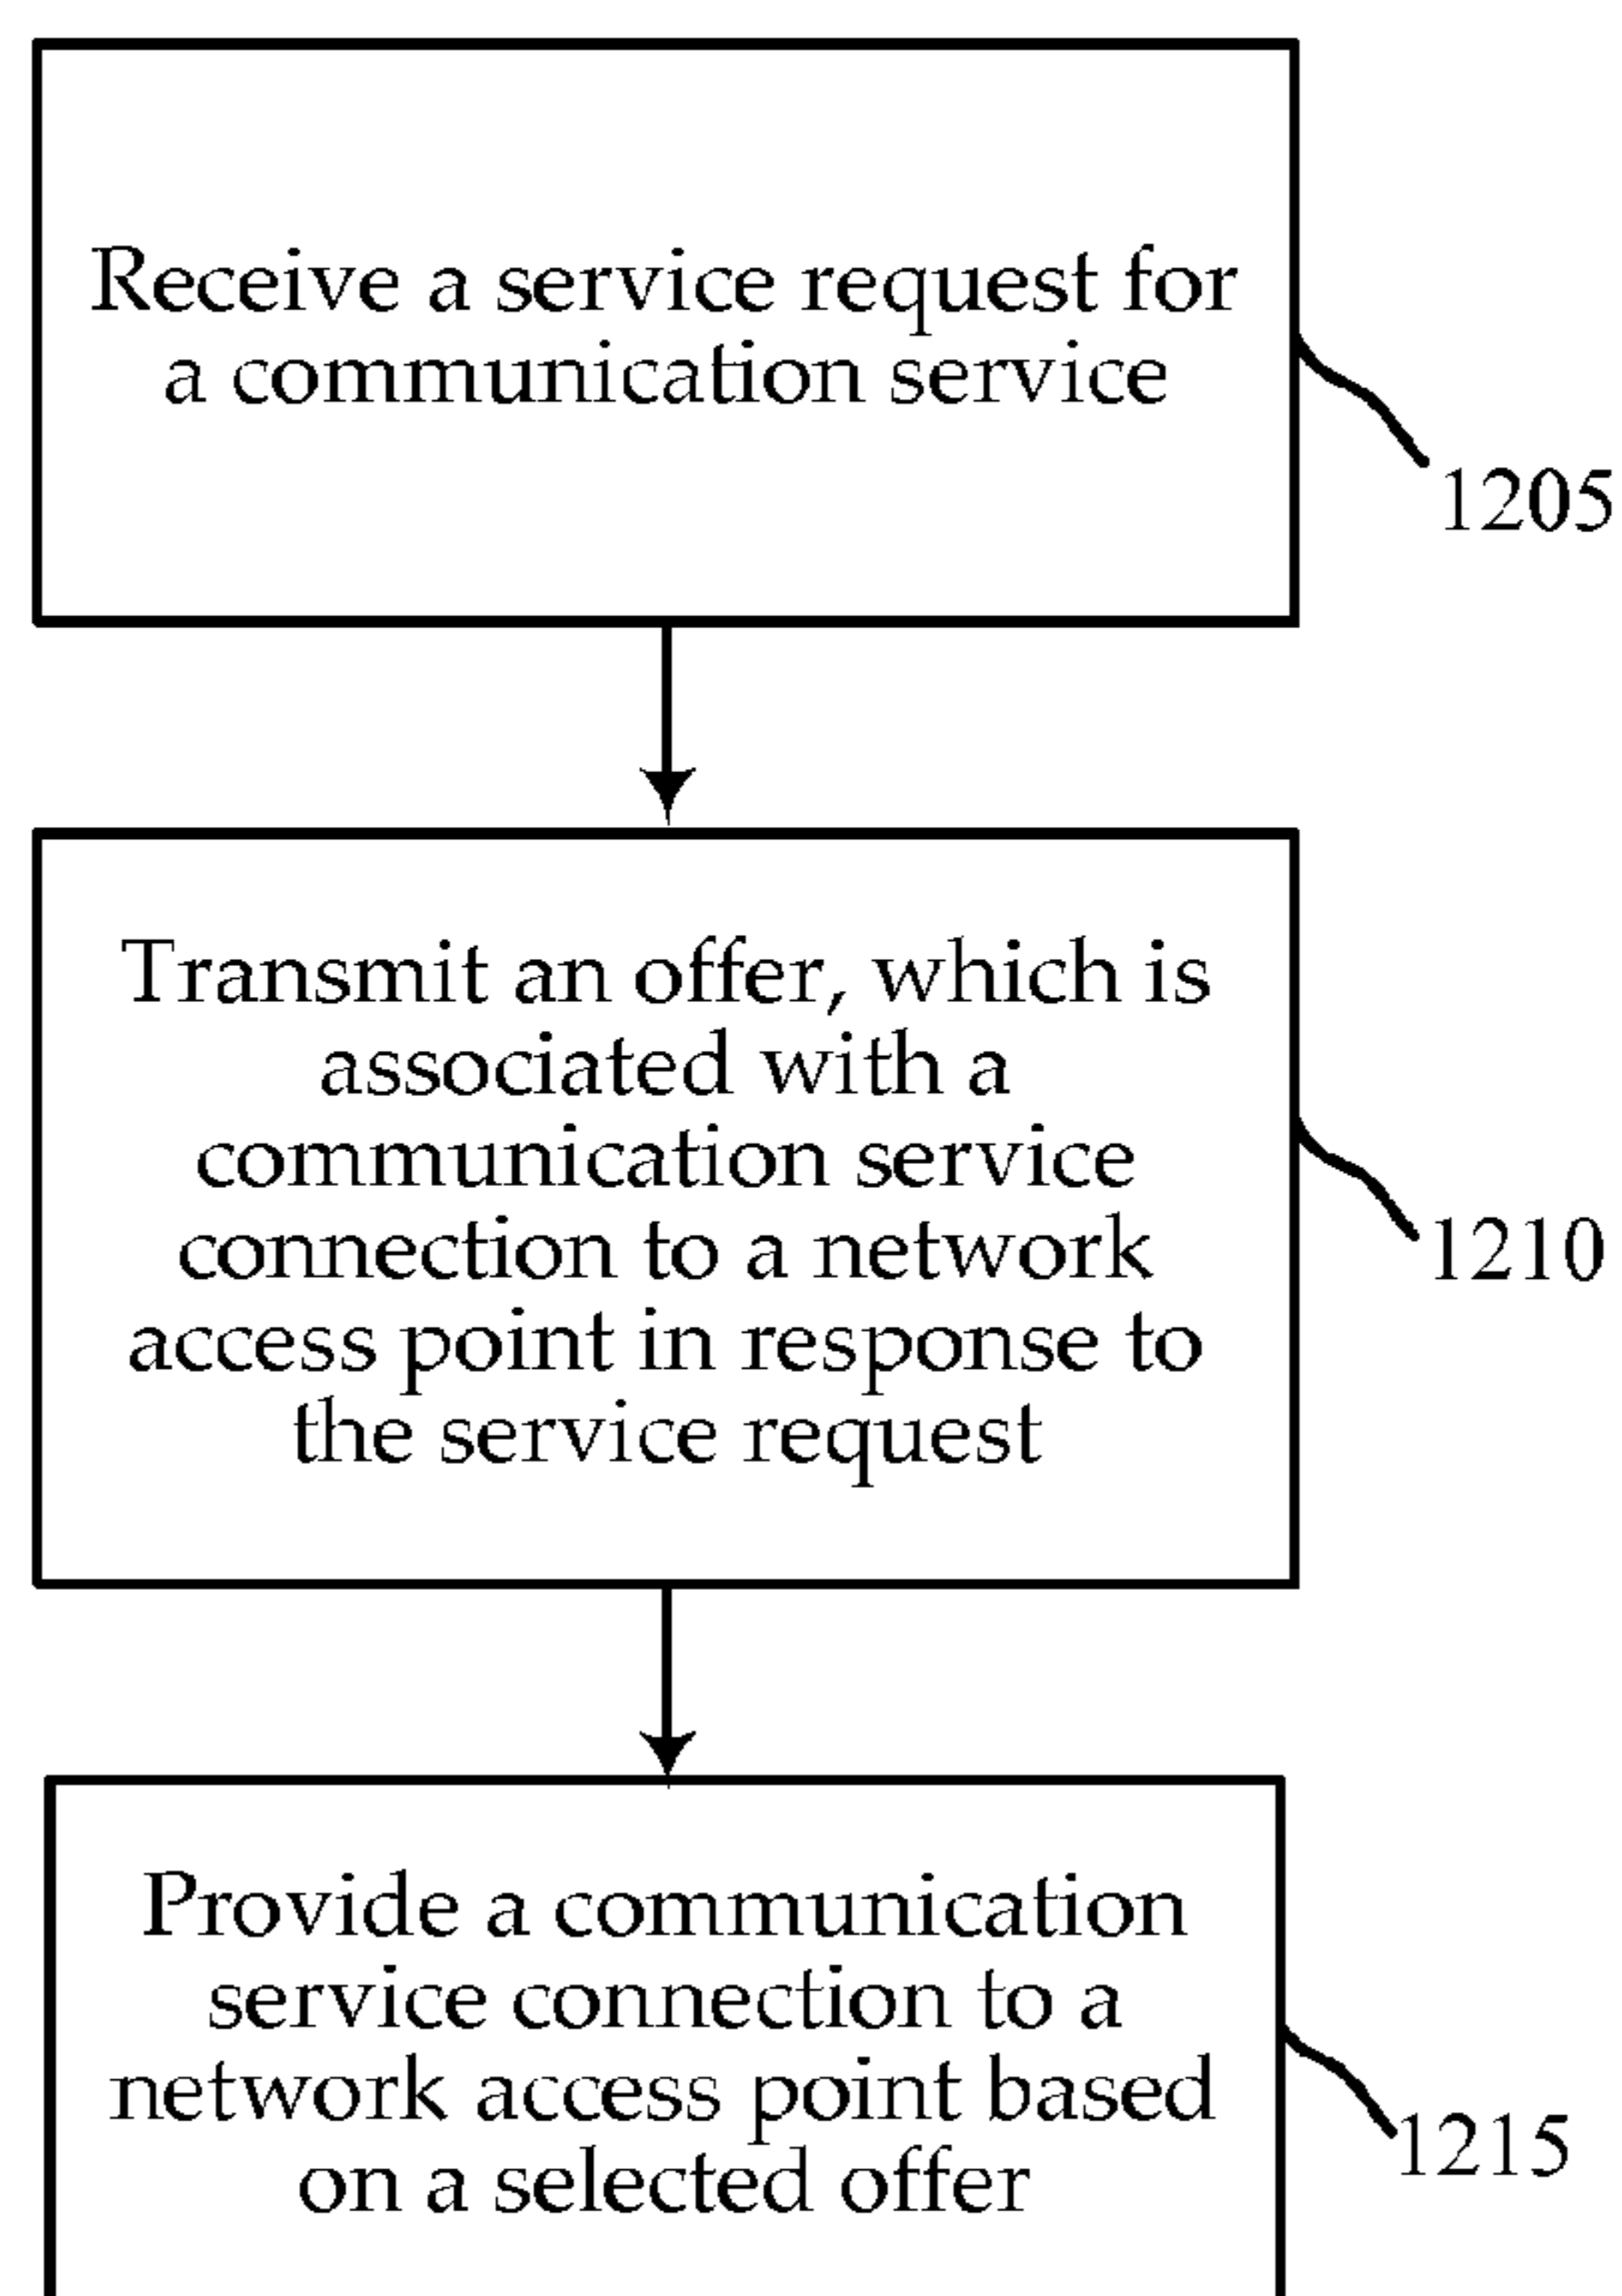 Receive a service request for
a communication service
1205
Transmit an offer, which is
associated with a
communication service
connection to a network
access point in response to
the service request
1210
Provide a communication
service connection to a
network access point based
on a selected offer
1215